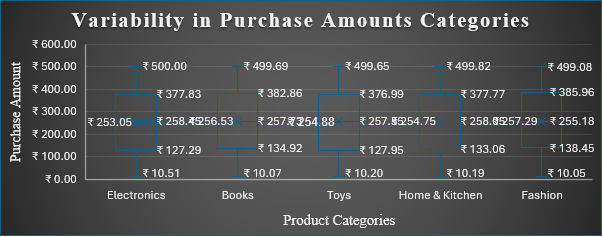 Variability in Purchase Amounts Categories
Purchase Amount
₹ 600.00
₹ 500.00
₹ 400.00
₹ 300.00
₹ 200.00
₹ 100.00
₹ 0.00
₹ 500.00 ₹ 499.69 ₹ 499.65 ₹ 499.82 ₹ 499.08
₹ 377.83 ₹ 382.86 ₹ 376.99 ₹ 377.77 ₹ 385.96
₹ 253.05 ₹ 258.45 256.53 ₹ 254.88 254.75 257.29 ₹ 255.18
₹ 127.29 ₹ 134.92 ₹ 127.95 ₹ 133.06 ₹ 138.45
₹ 10.51 ₹ 10.07 ₹ 10.20 ₹ 10.19 ₹ 10.05
Electronics Books Toys Home & Kitchen Fashion
Product Categories